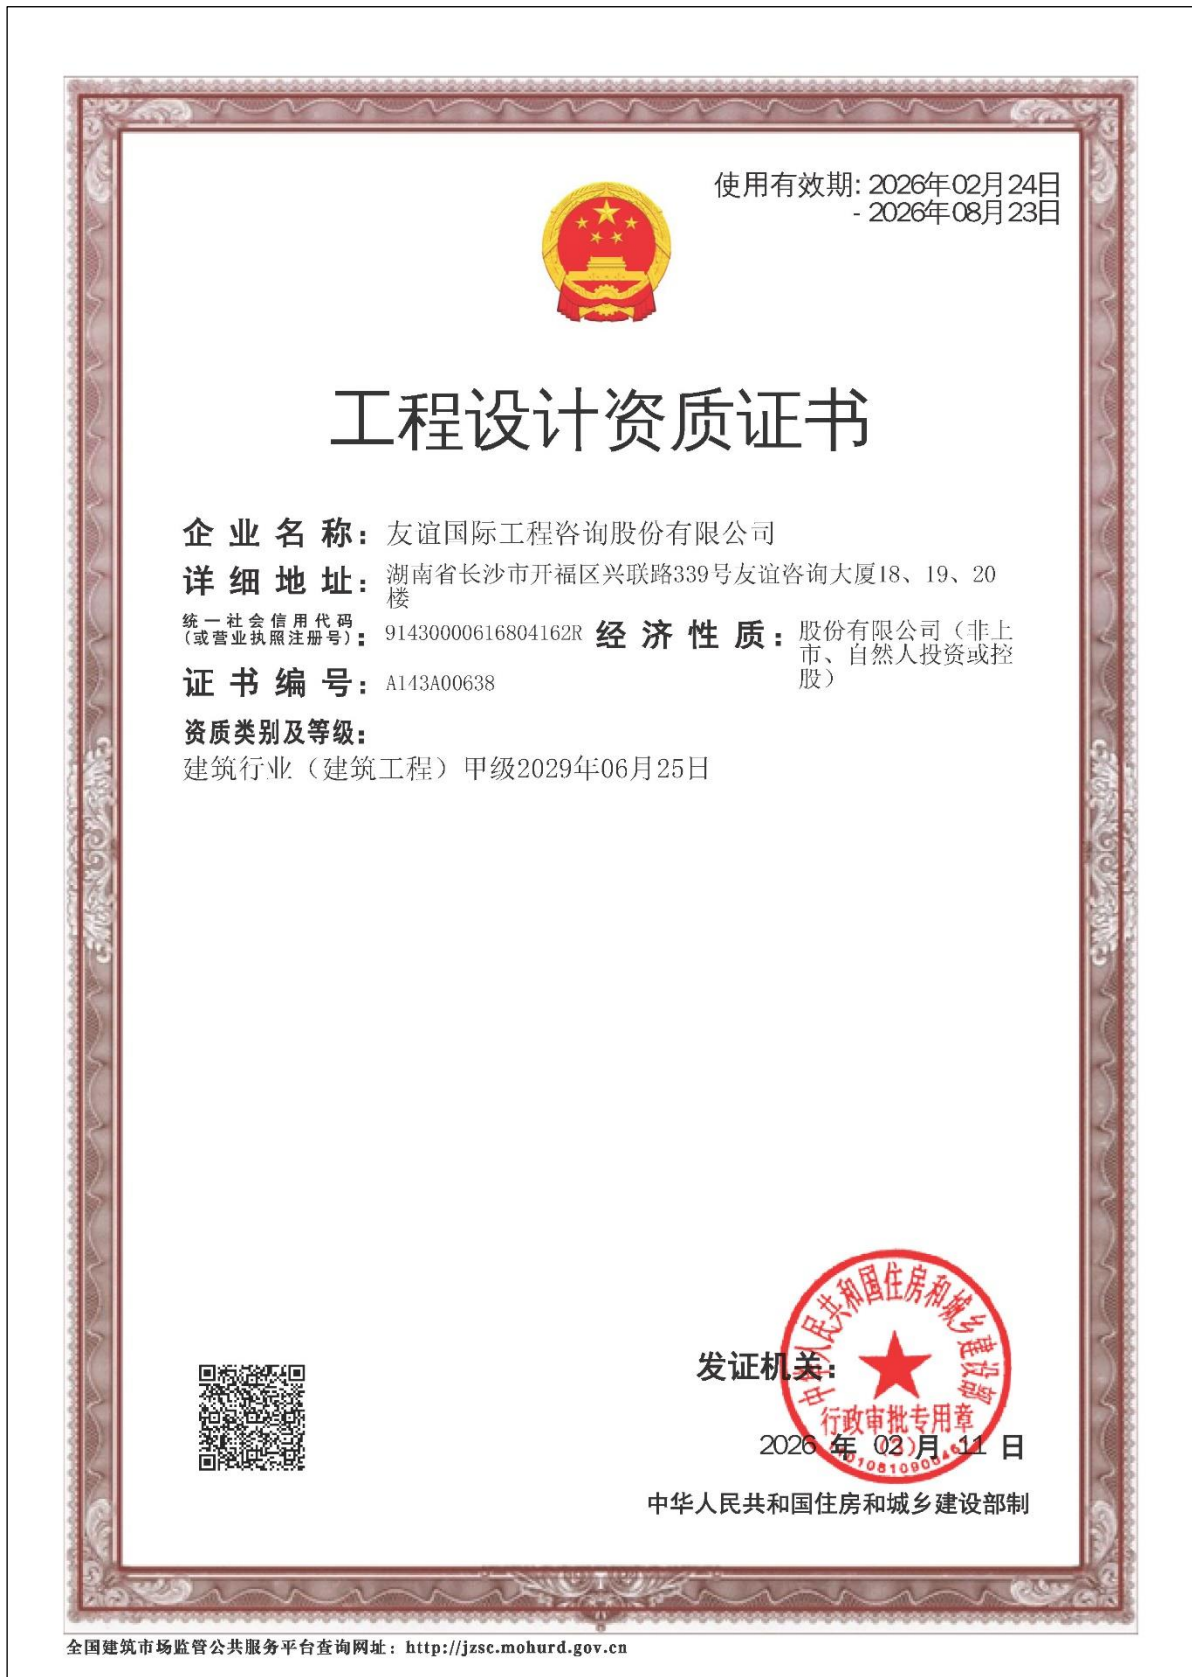 使用有效期: 2026年02月24日
- 2026年08月23日
工程设计资质证书
企业名称：友谊国际工程咨询股份有限公司
详细地址：湖南省长沙市开福区兴联路339号友谊咨询大厦18、19、20
楼
统一社会信用代码
(或营业执照注册号)：91430000616804162R 经济性质：股份有限公司（非上
市、自然人投资或控
股）
证书编号：A143A00638
资质类别及等级：
建筑行业（建筑工程）甲级2029年06月25日
中华人民共和国住房和城乡建设部
发证机关：
行政审批专用章
(3)
2026 年 02 月 11 日
中华人民共和国住房和城乡建设部制
全国建筑市场监管公共服务平台查询网址：http://jzsc.mohurd.gov.cn